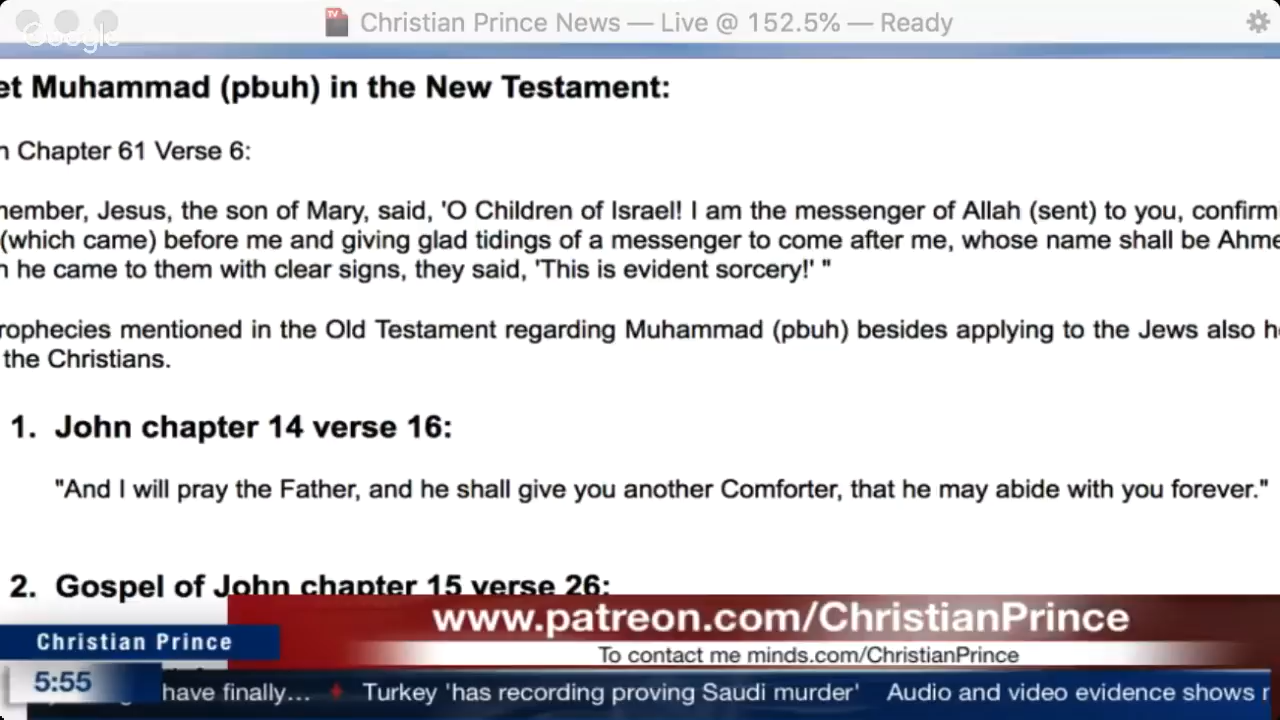 Christian Prince News — Live @ 152.5% — Ready
Google
et Muhammad (pbuh) in the New Testament:
n Chapter 61 Verse 6:
nember, Jesus, the son of Mary, said, 'O Children of Israel! I am the messenger of Allah (sent) to you, confirmi
(which came) before me and giving glad tidings of a messenger to come after me, whose name shall be Ahme
n he came to them with clear signs, they said, 'This is evident sorcery!' "
rophecies mentioned in the Old Testament regarding Muhammad (pbuh) besides applying to the Jews also ho
the Christians.
1. John chapter 14 verse 16:
"And I will pray the Father, and he shall give you another Comforter, that he may abide with you forever."
2. Gospel of John chapter 15 verse 26:
www.patreon.com/ChristianPrince
Christian Prince
To contact me minds.com/ChristianPrince
5:55
have finally... Turkey 'has recording proving Saudi murder' Audio and video evidence shows